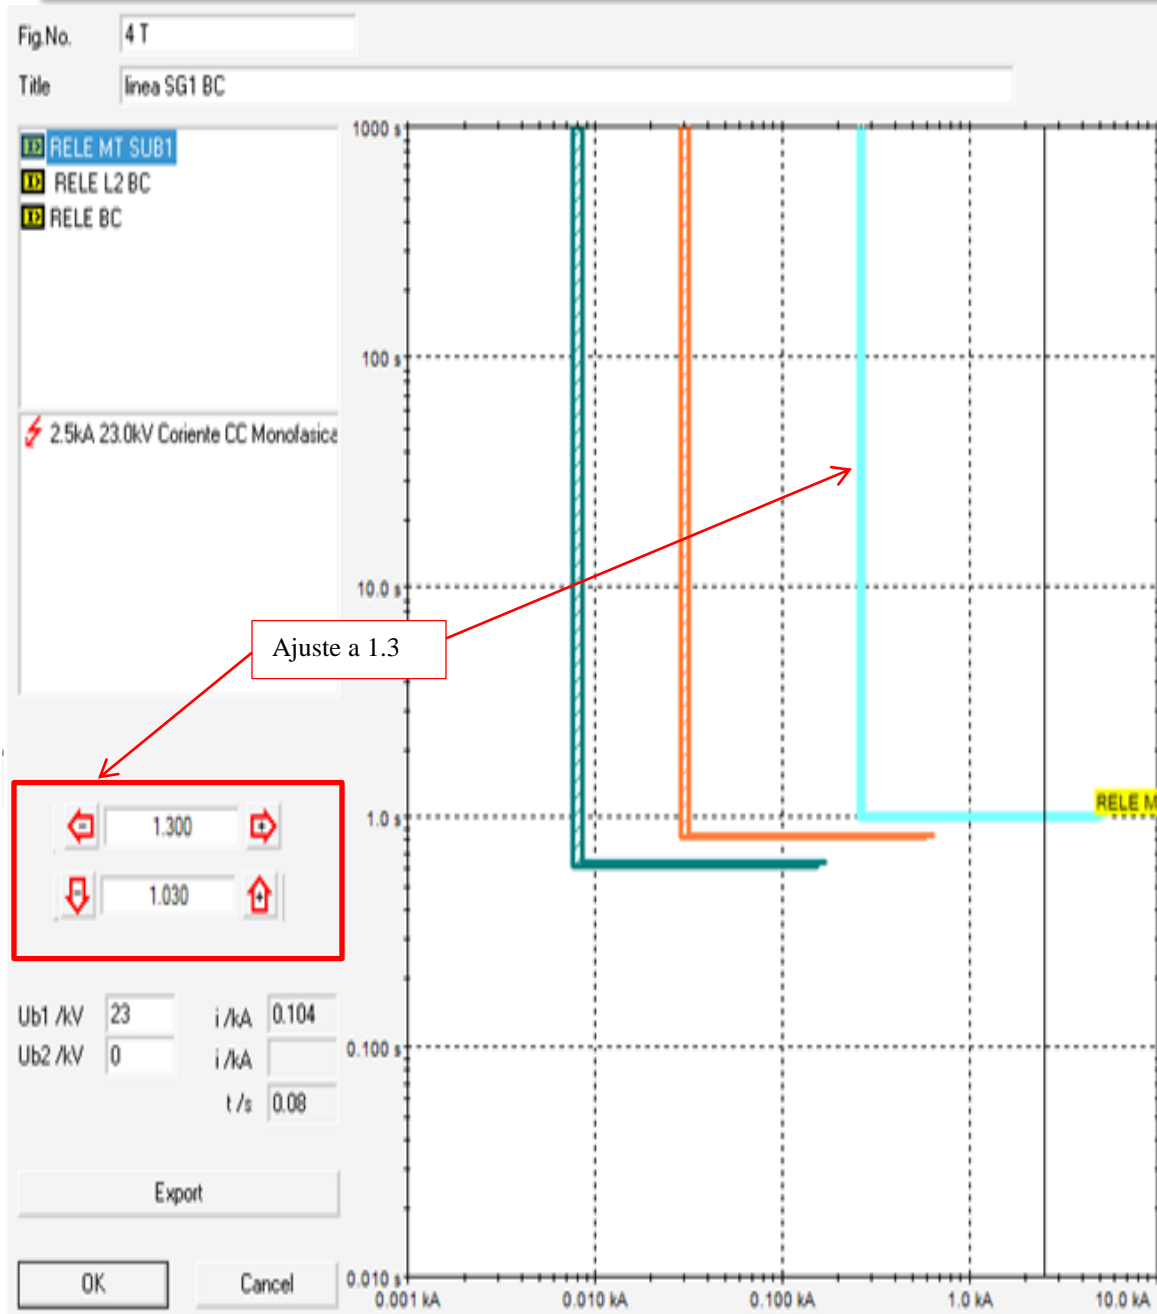 Fig.No. 4 T
Title linea SG1 BC
RELE MT SUB1
RELE L2 BC
RELE BC
2.5kA 23.0kV Coriente CC Monofasica
Ajuste a 1.3
1.300
1.030
Ub1 /kV 23 i /kA 0.104
Ub2 /kV 0 i /kA
t /s 0.08
Export
OK Cancel
1000 s
100 s
10.0 s
1.0 s
0.100 s
0.010 s
RELE M
0.001 kA 0.010 kA 0.100 kA 1.0 kA 10.0 kA